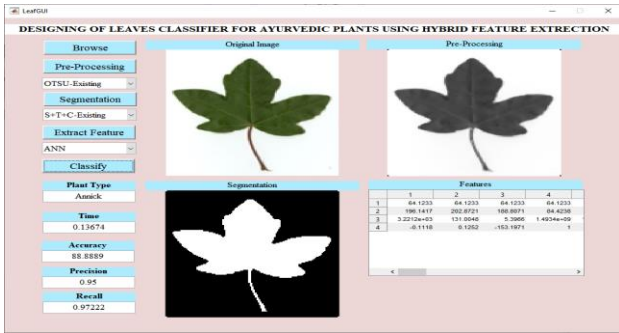 LeafGUI
DESIGNING OF LEAVES CLASSIFIER FOR AYURVEDIC PLANTS USING HYBRID FEATURE EXTRECTION
Browse
Pre-Processing
OTSU-Existing
Segmentation
S+T+C-Existing
Extract Feature
ANN
Classify
Plant Type
Annick
Time
0.13674
Accuracy
88.8889
Precision
0.95
Recall
0.97222
Original Image
Pre-Processing
Segmentation
Features
1 2 3 4
1 64.1233 64.1233 64.1233 64.1233
2 196.1417 202.8721 188.8871 84.4236
3 3.2212e+03 131.0048 5.3966 1.4934e+09
4 -0.1118 0.1252 -153.1971 1